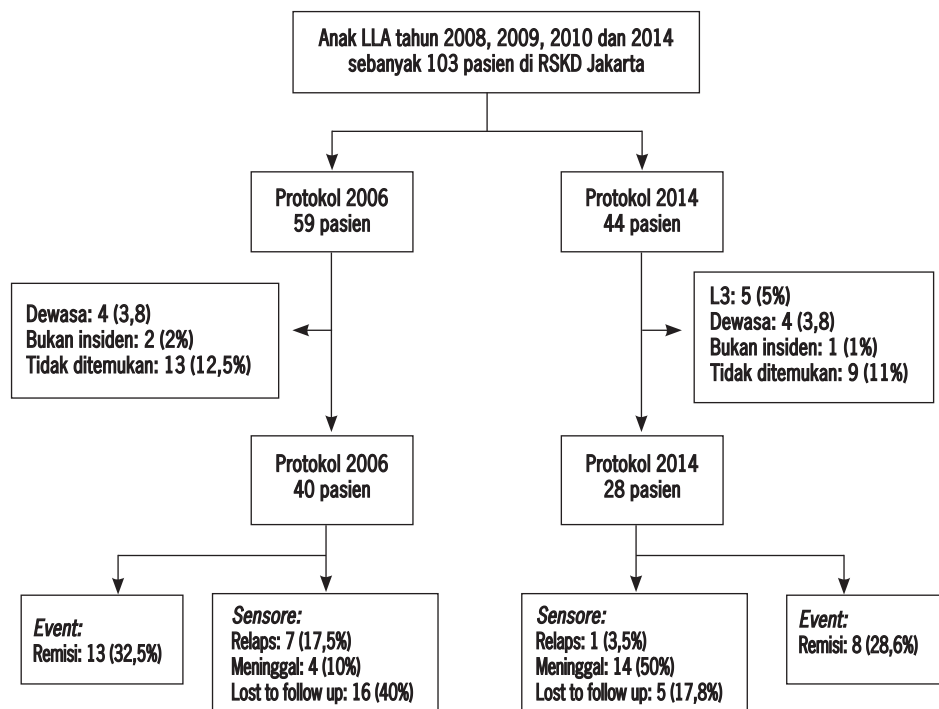 Anak LLA tahun 2008, 2009, 2010 dan 2014
sebanyak 103 pasien di RSKD Jakarta
Protokol 2006
59 pasien
Protokol 2014
44 pasien
Dewasa: 4 (3,8)
Bukan insiden: 2 (2%)
Tidak ditemukan: 13 (12,5%)
L3: 5 (5%)
Dewasa: 4 (3,8)
Bukan insiden: 1 (1%)
Tidak ditemukan: 9 (11%)
Protokol 2006
40 pasien
Protokol 2014
28 pasien
Event:
Remisi: 13 (32,5%)
Sensore:
Relaps: 7 (17,5%)
Meninggal: 4 (10%)
Lost to follow up: 16 (40%)
Sensore:
Relaps: 1 (3,5%)
Meninggal: 14 (50%)
Lost to follow up: 5 (17,8%)
Event:
Remisi: 8 (28,6%)